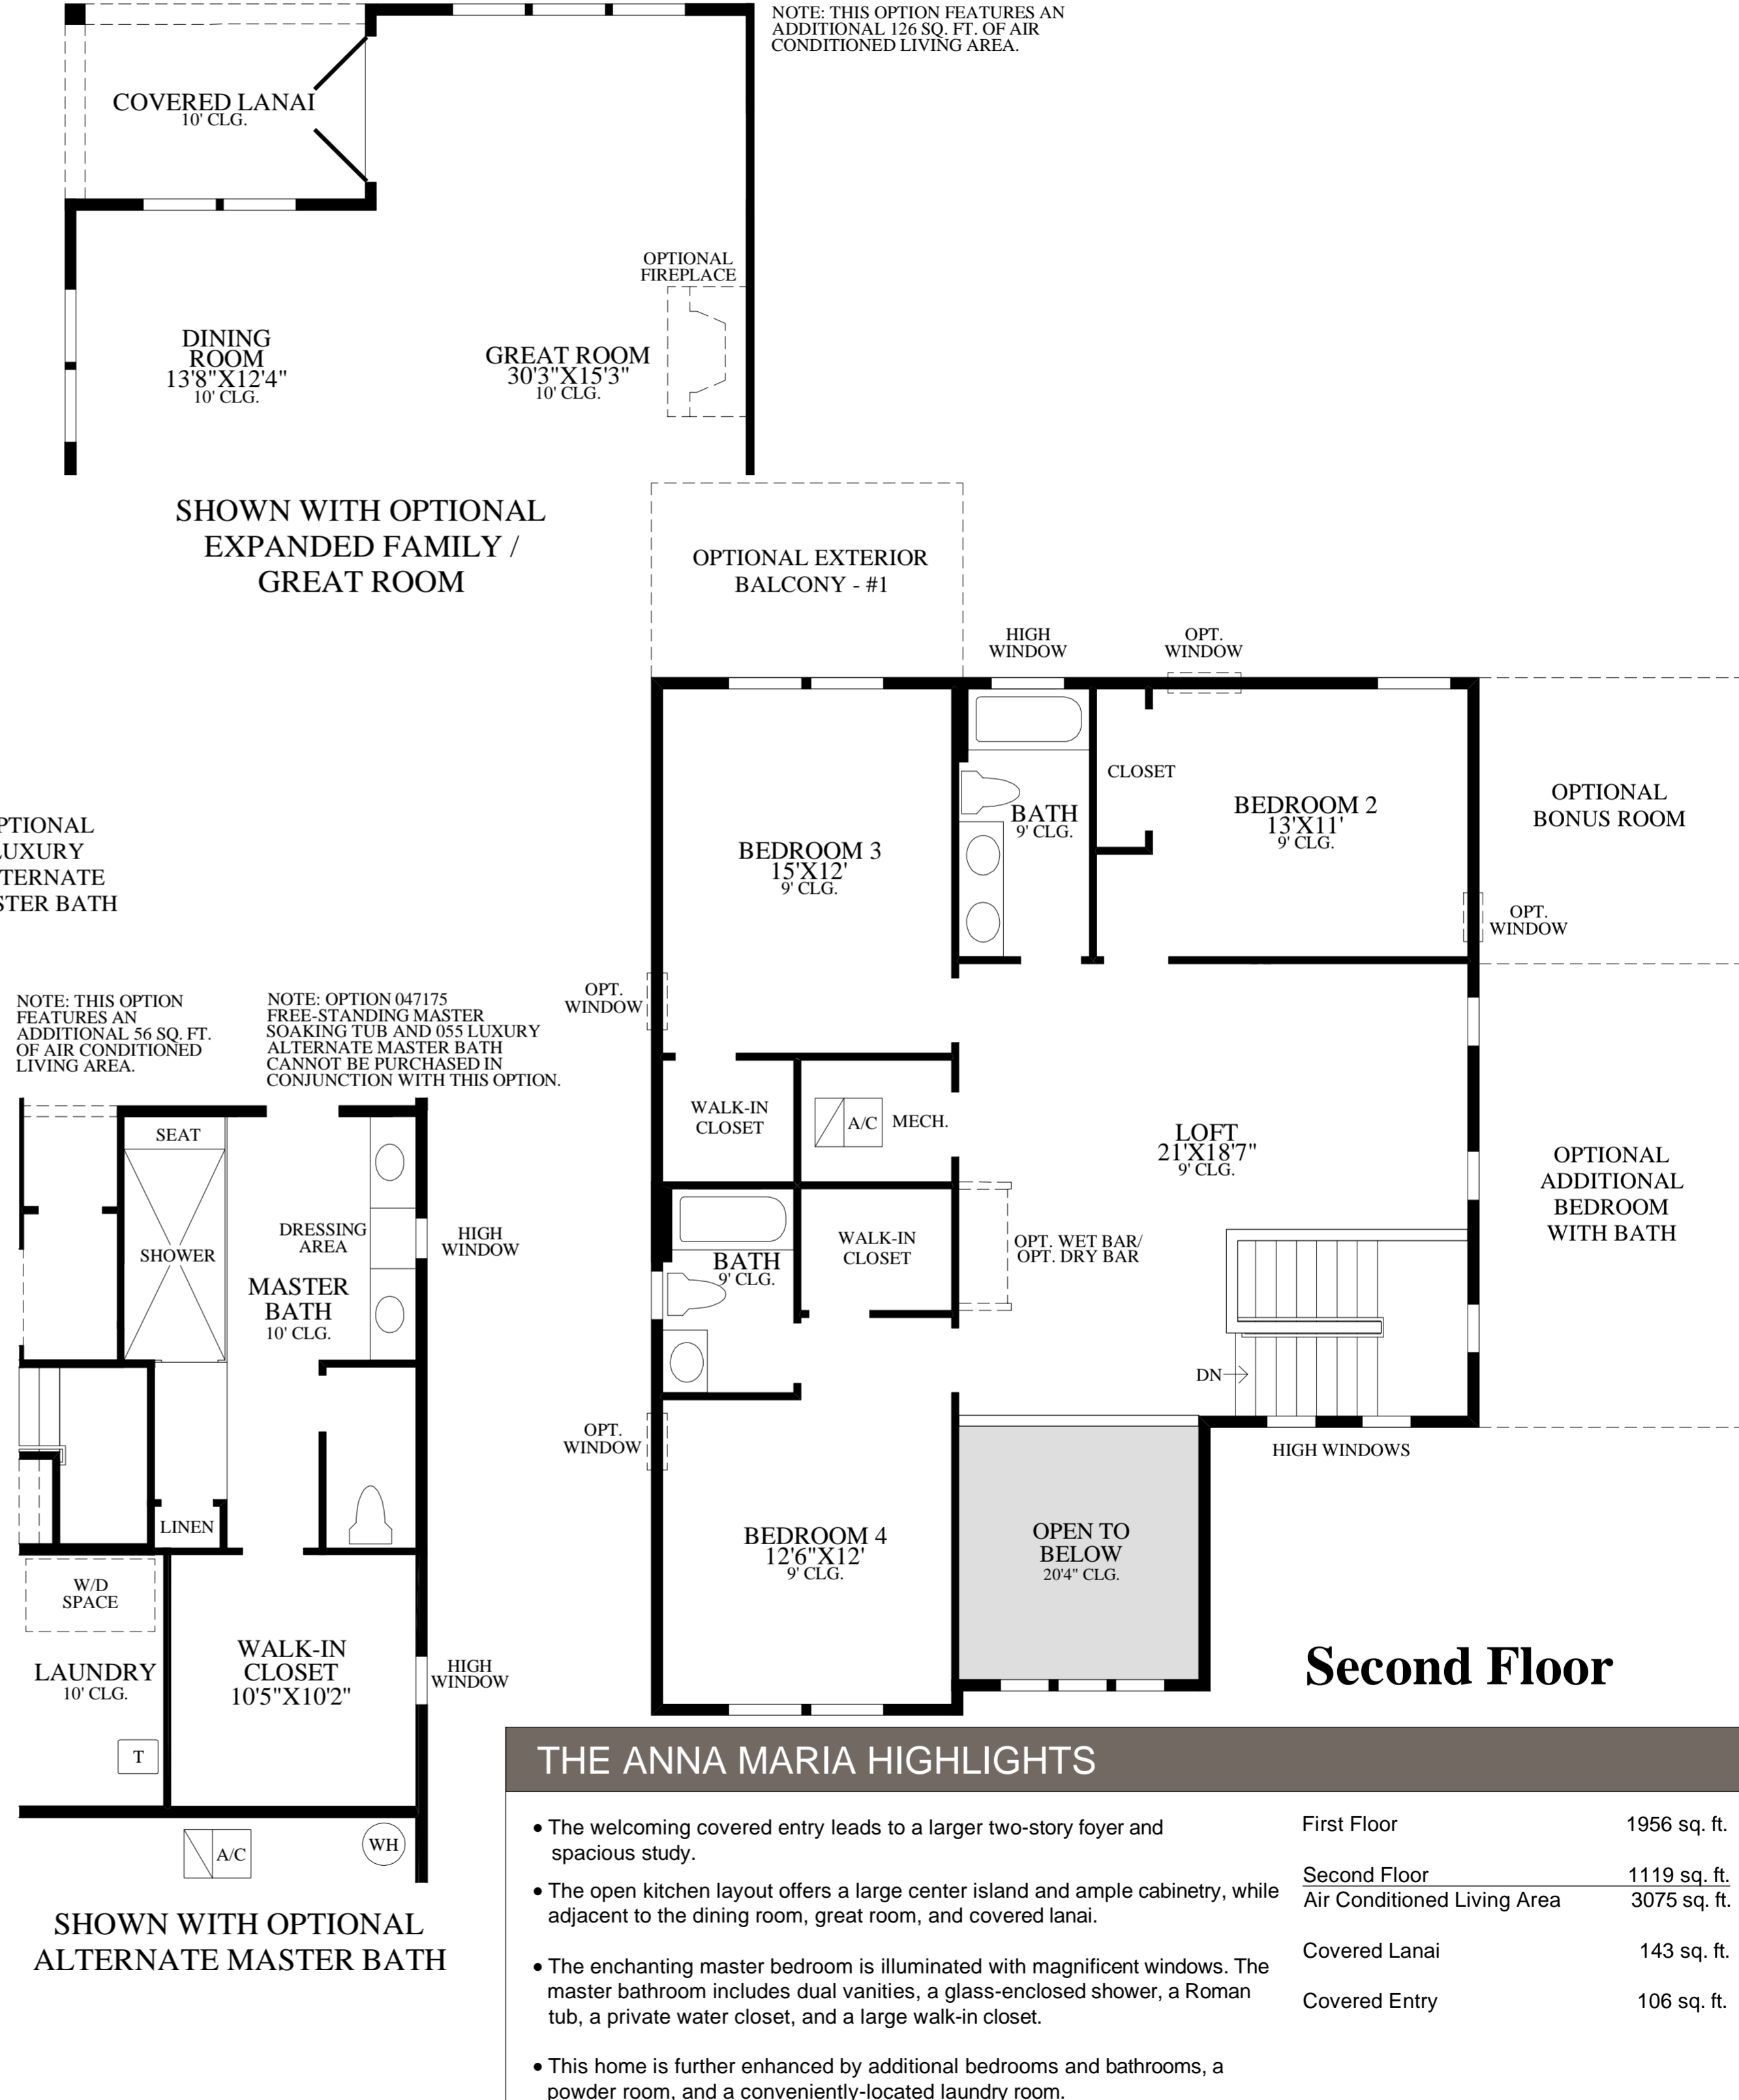 NOTE: THIS OPTION FEATURES AN
ADDITIONAL 126 SQ. FT. OF AIR
CONDITIONED LIVING AREA.
COVERED LANAI
10' CLG.
OPTIONAL
FIREPLACE
DINING
ROOM
13'8"X12'4"
10' CLG.
GREAT ROOM
30'3"X15'3"
10' CLG.
SHOWN WITH OPTIONAL
EXPANDED FAMILY /
GREAT ROOM
OPTIONAL EXTERIOR
BALCONY - #1
HIGH
WINDOW
OPT.
WINDOW
CLOSET
BATH
9' CLG.
BEDROOM 2
13'X11'
9' CLG.
OPTIONAL
BONUS ROOM
BEDROOM 3
15'X12'
9' CLG.
PTIONAL
LUXURY
TERNATE
STER BATH
OPT.
WINDOW
OPT.
WINDOW
NOTE: THIS OPTION
FEATURES AN
ADDITIONAL 56 SQ. FT.
OF AIR CONDITIONED
LIVING AREA.
NOTE: OPTION 047175
FREE-STANDING MASTER
SOAKING TUB AND 055 LUXURY
ALTERNATE MASTER BATH
CANNOT BE PURCHASED IN
CONJUNCTION WITH THIS OPTION.
WALK-IN
CLOSET
A/C
MECH.
LOFT
21'X18'7"
9' CLG.
OPTIONAL
ADDITIONAL
BEDROOM
WITH BATH
SEAT
SHOWER
DRESSING
AREA
HIGH
WINDOW
MASTER
BATH
10' CLG.
BATH
9' CLG.
WALK-IN
CLOSET
OPT. WET BAR/
OPT. DRY BAR
DN
OPT.
WINDOW
HIGH WINDOWS
LINEN
BEDROOM 4
12'6"X12'
9' CLG.
OPEN TO
BELOW
20'4" CLG.
W/D
SPACE
LAUNDRY
10' CLG.
WALK-IN
CLOSET
10'5"X10'2"
HIGH
WINDOW
T
A/C
WH
SHOWN WITH OPTIONAL
ALTERNATE MASTER BATH
Second Floor
THE ANNA MARIA HIGHLIGHTS
• The welcoming covered entry leads to a larger two-story foyer and
spacious study.
• The open kitchen layout offers a large center island and ample cabinetry, while
adjacent to the dining room, great room, and covered lanai.
• The enchanting master bedroom is illuminated with magnificent windows. The
master bathroom includes dual vanities, a glass-enclosed shower, a Roman
tub, a private water closet, and a large walk-in closet.
• This home is further enhanced by additional bedrooms and bathrooms, a
powder room, and a conveniently-located laundry room.
First Floor 1956 sq. ft.
Second Floor 1119 sq. ft.
Air Conditioned Living Area 3075 sq. ft.
Covered Lanai 143 sq. ft.
Covered Entry 106 sq. ft.